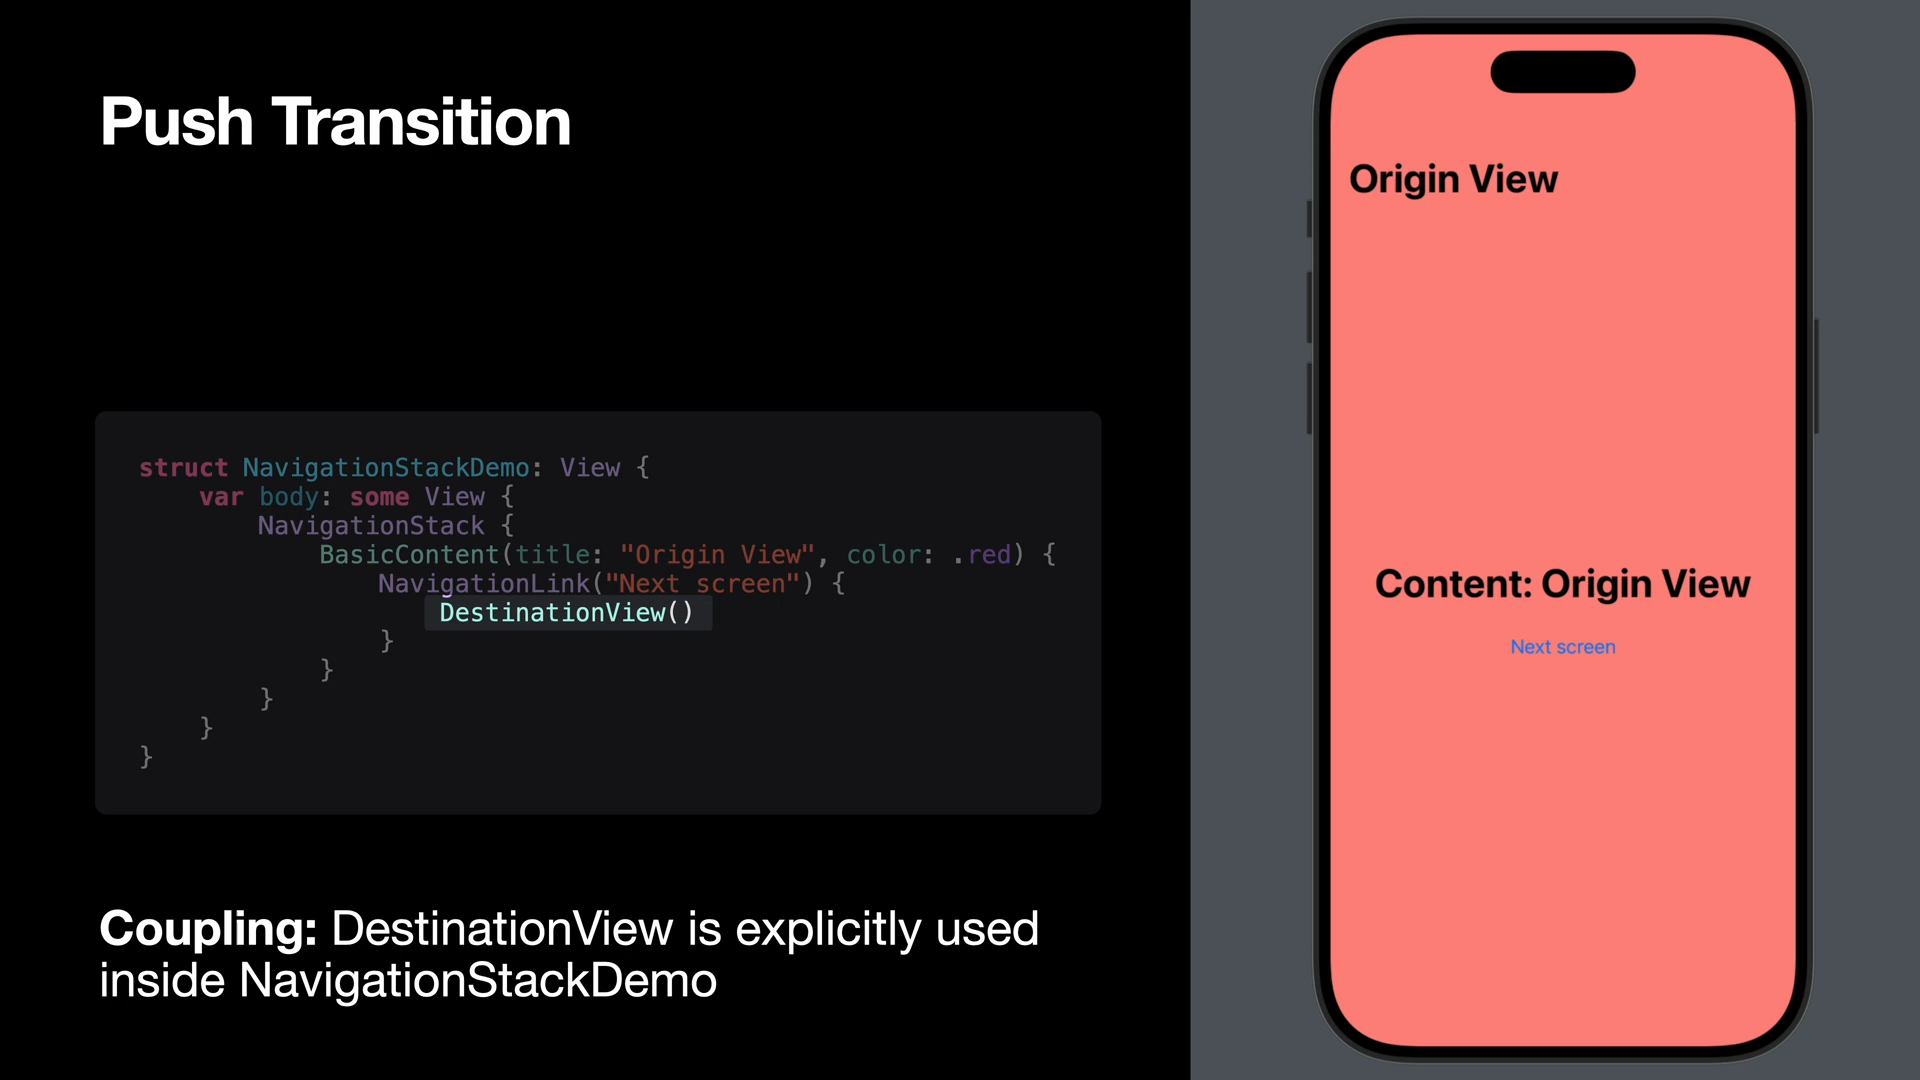 Push Transition
struct NavigationStackDemo: View {
    var body: some View {
        NavigationStack {
            BasicContent(title: "Origin View", color: .red) {
                NavigationLink("Next screen") {
                    DestinationView()
                }
            }
        }
    }
}
Coupling: DestinationView is explicitly used
inside NavigationStackDemo
Origin View
Content: Origin View
Next screen